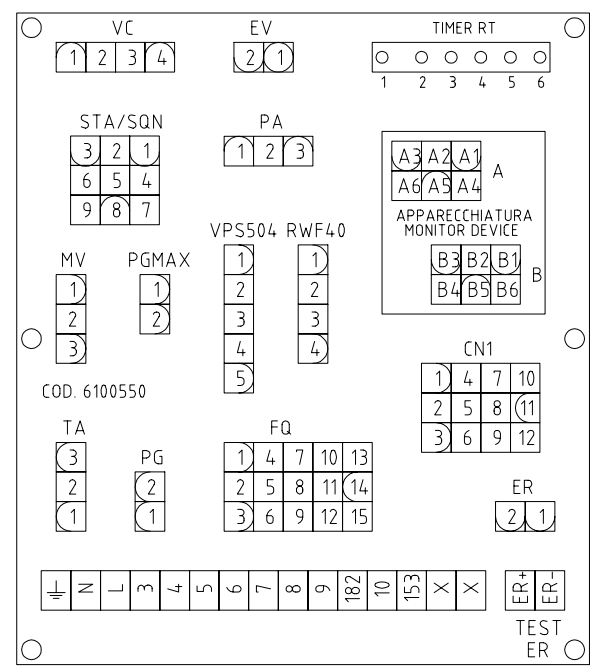 VC EV TIMER RT
1 2 3 4 2 1
1 2 3 4 5 6
STA/SQN PA
3 2 1
6 5 4
9 8 7
1 2 3
A3 A2 A1
A6 A5 A4
A
APPARECCHIATURA
MONITOR DEVICE
B3 B2 B1
B4 B5 B6
B
VPS504 RWF40
1
2
3
4
5
1
2
3
4
MV PGMAX
1
2
3
1
2
COD. 6100550
CN1
1 4 7 10
2 5 8 11
3 6 9 12
TA PG
3
2
1
2
1
FQ
1 4 7 10 13
2 5 8 11 14
3 6 9 12 15
ER
2 1
N L 3 4 5 6 7 8 9 182 10 153 X X ER+ ER-
TEST
ER